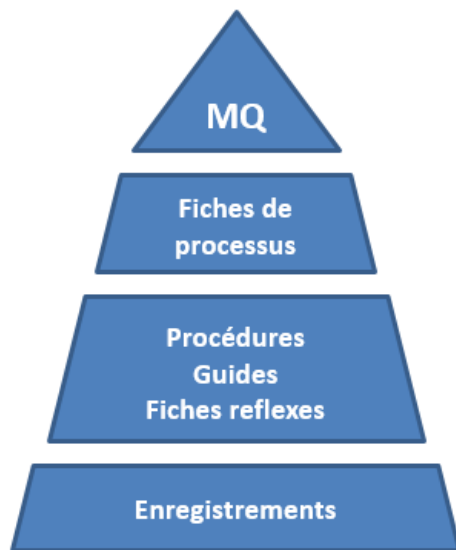 MQ
Fiches de
processus
Procédures
Guides
Fiches reflexes
Enregistrements